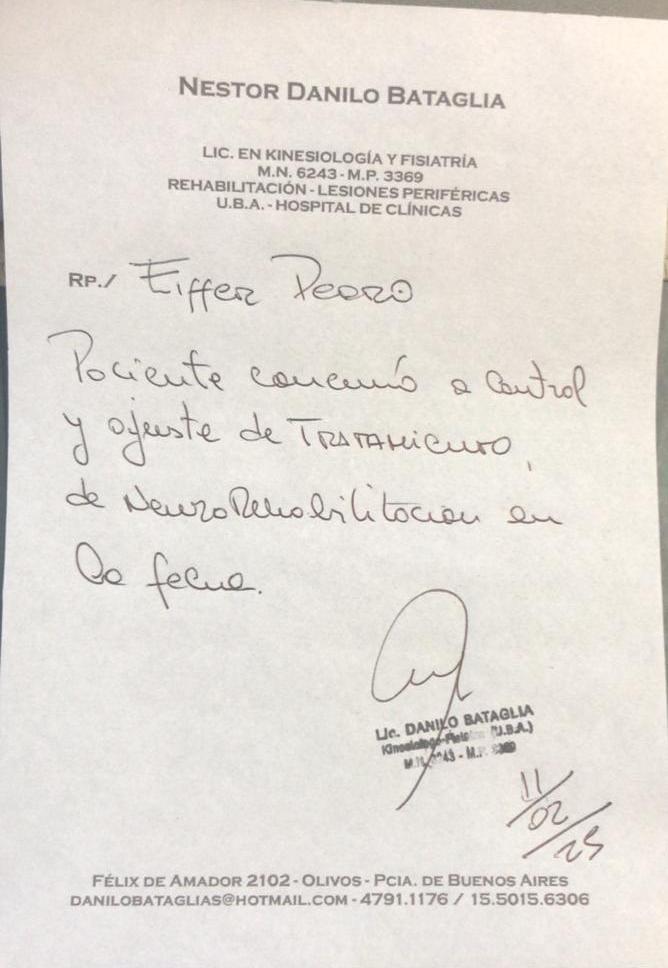 NESTOR DANILO BATAGLIA
LIC. EN KINESIOLOGÍA Y FISIATRÍA
M.N. 6243 - M.P. 3369
REHABILITACIÓN - LESIONES PERIFÉRICAS
U.B.A. - HOSPITAL DE CLÍNICAS
RP./ Eiffer Pedro
Paciente concurrió a control
y ajuste de TRATAMIENTO,
de NeuroRehabilitacion en
la fecha.
Lic. DANILO BATAGLIA
(U.B.A.)
11/02/25
FÉLIX DE AMADOR 2102 - OLIVOS - PCIA. DE BUENOS AIRES
DANILOBATAGLIAS@HOTMAIL.COM - 4791.1176 / 15.5015.6306